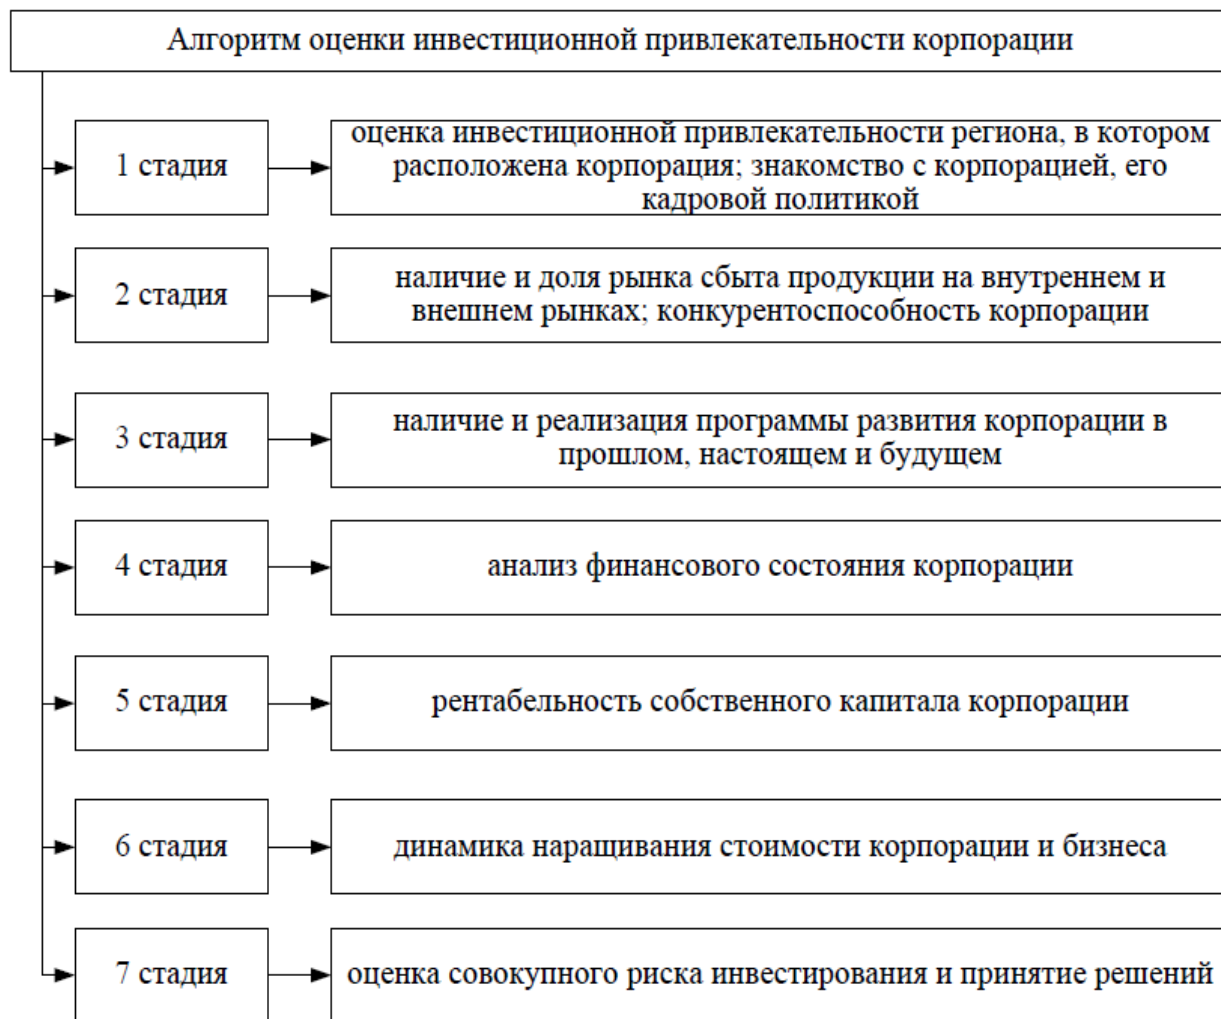 Алгоритм оценки инвестиционной привлекательности корпорации
1 стадия
оценка инвестиционной привлекательности региона, в котором
расположена корпорация; знакомство с корпорацией, его
кадровой политикой
2 стадия
наличие и доля рынка сбыта продукции на внутреннем и
внешнем рынках; конкурентоспособность корпорации
3 стадия
наличие и реализация программы развития корпорации в
прошлом, настоящем и будущем
4 стадия
анализ финансового состояния корпорации
5 стадия
рентабельность собственного капитала корпорации
6 стадия
динамика наращивания стоимости корпорации и бизнеса
7 стадия
оценка совокупного риска инвестирования и принятие решений